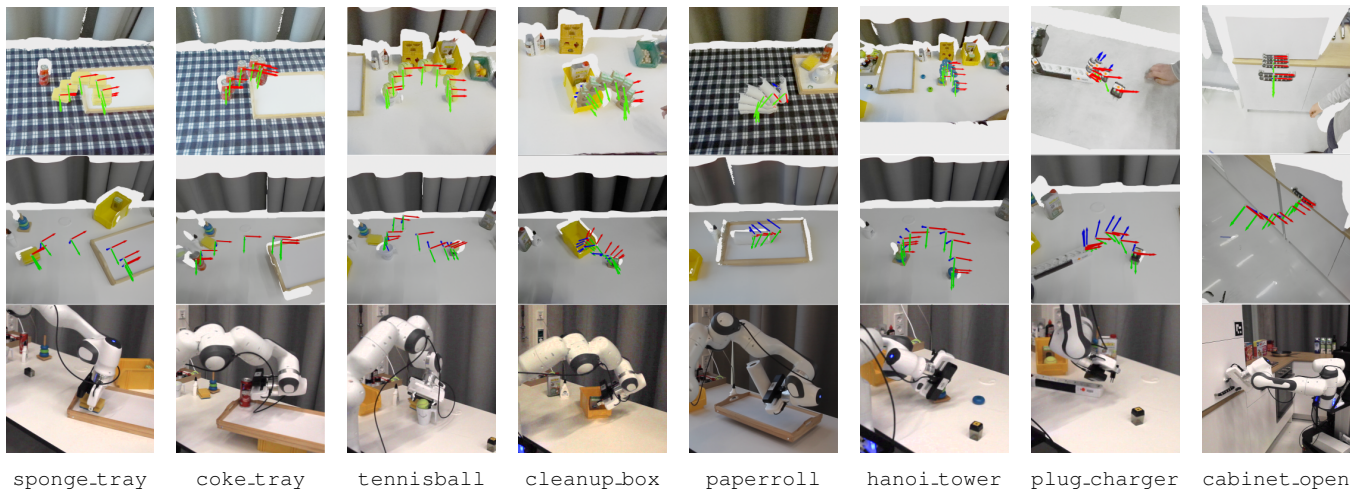 sponge_tray
coke_tray
tennisball
cleanup_box
paperroll
hanoi_tower
plug_charger
cabinet_open